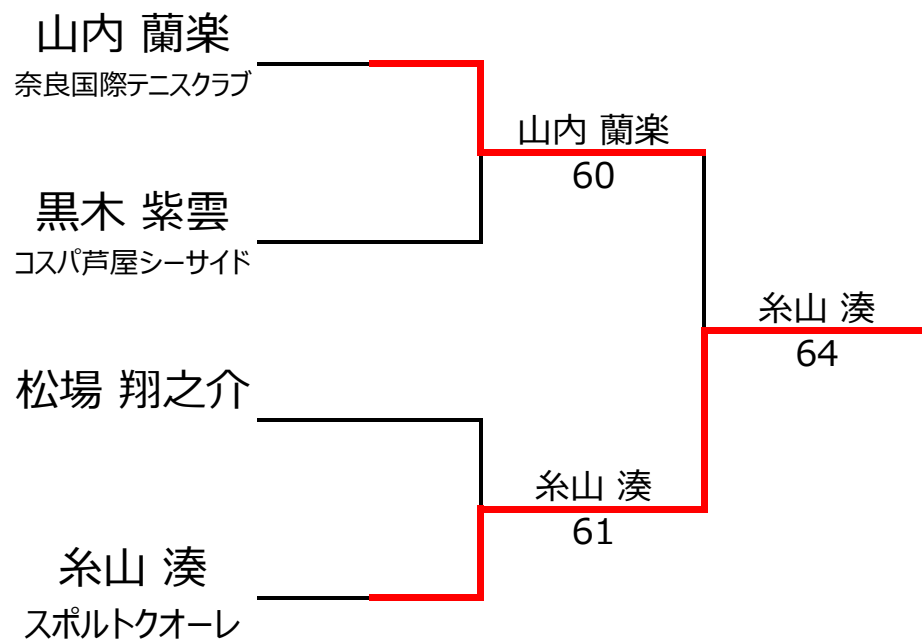 山内 蘭楽
奈良国際テニスクラブ
山内 蘭楽
60
黒木 紫雲
コスパ芦屋シーサイド
糸山 湊
64
松場 翔之介
糸山 湊
61
糸山 湊
スポルトクオーレ